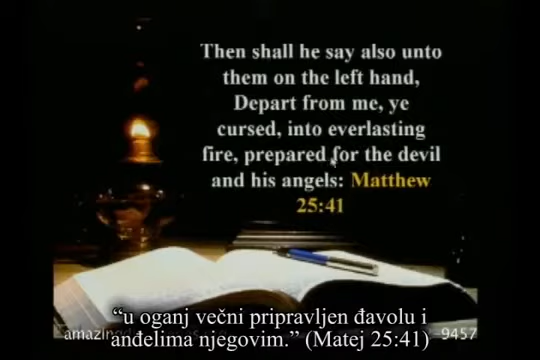 Then shall he say also unto
them on the left hand,
Depart from me, ye
cursed, into everlasting
fire, prepared for the devil
and his angels: Matthew
25:41
“u oganj večni pripravljen đavolu i
anđelima njegovim.” (Matej 25:41)
9457